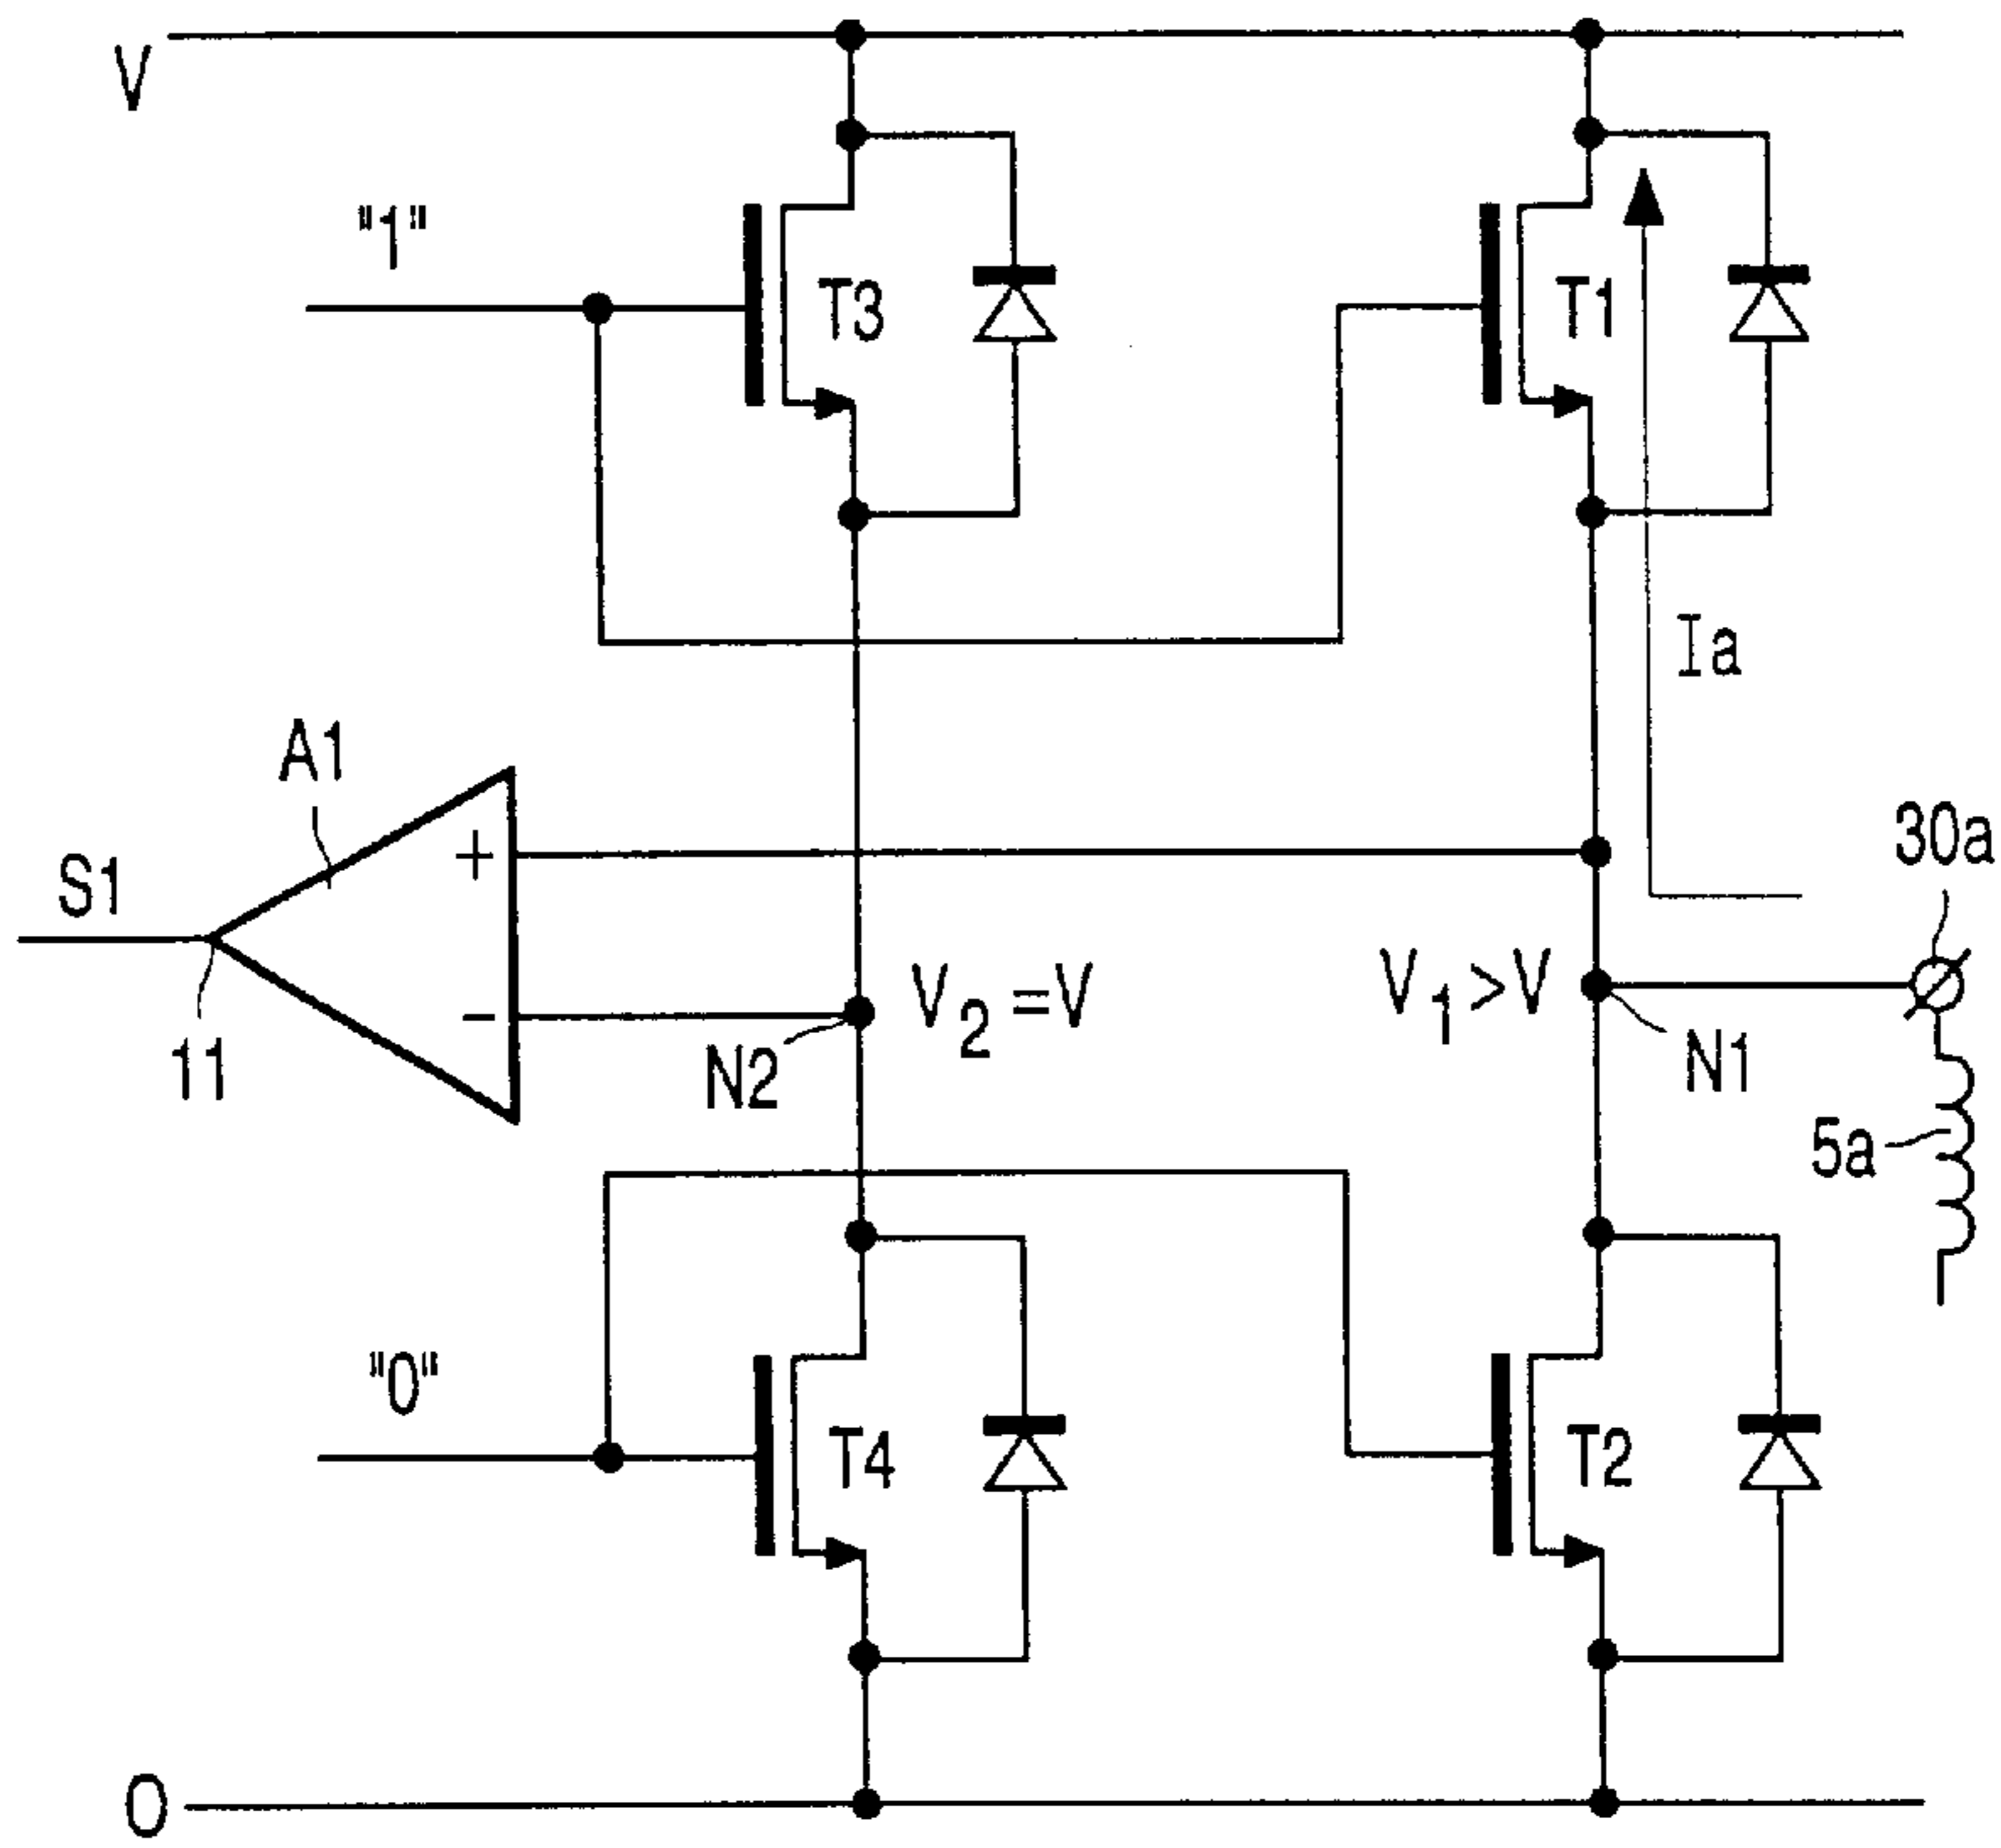 V
"1"
T3
T1
Ia
A1
30a
S1
+
V2=V
V1>V
-
11
N2
N1
5a
"0"
T4
T2
0